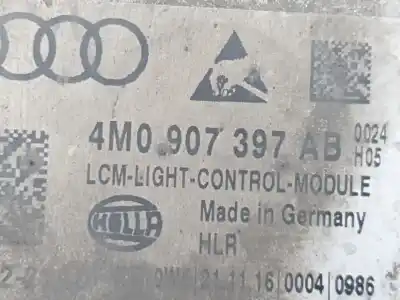 4M0 907 397 AB 0024 H05
LCM-LIGHT-CONTROL-MODULE
HELLA Made in Germany
HLR
21.11.16 0004 0986